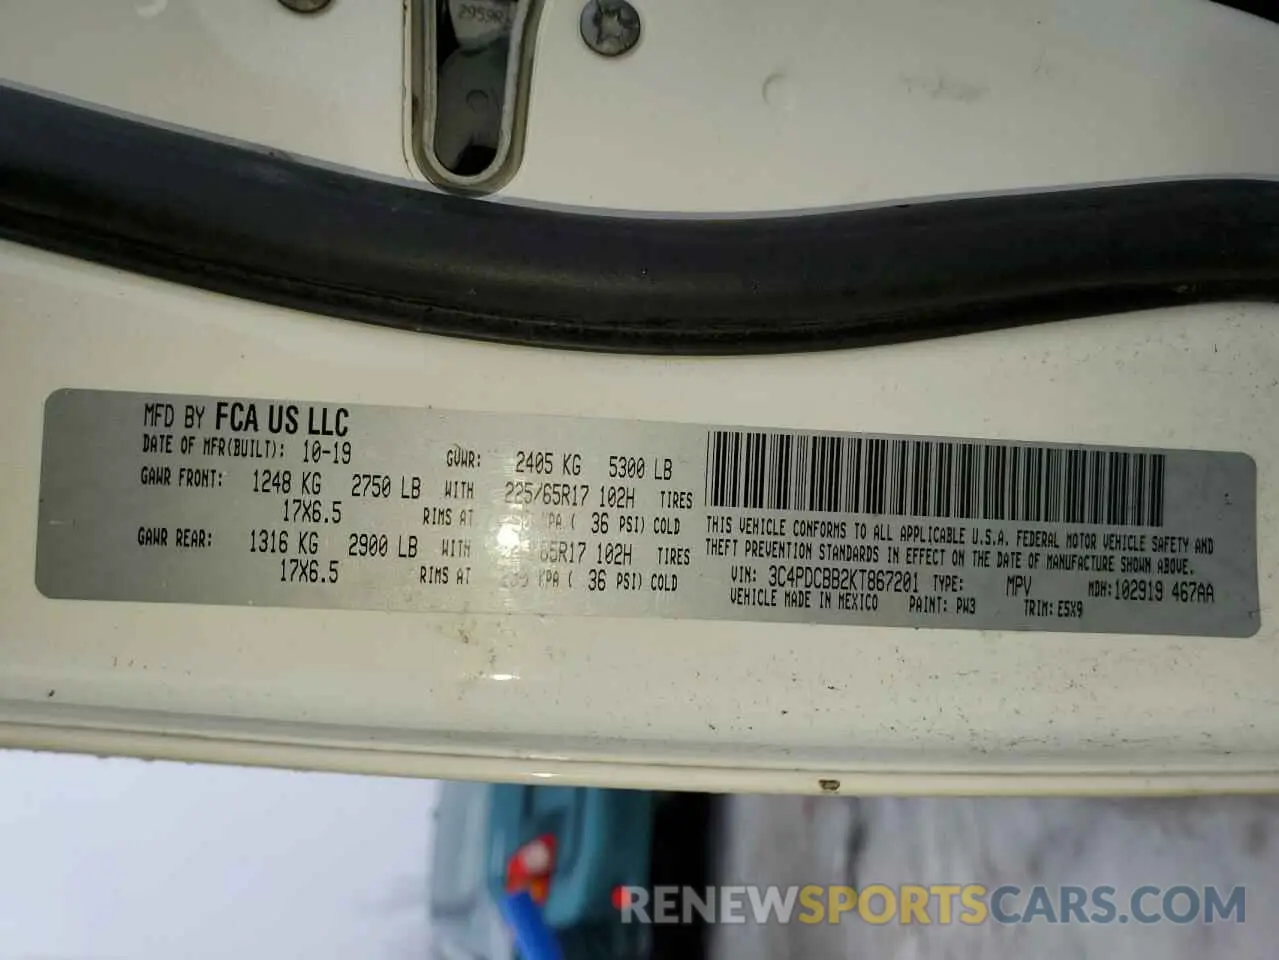 MFD BY FCA US LLC
DATE OF MFR(BUILT): 10-19 GVWR: 2405 KG 5300 LB
GAWR FRONT: 1248 KG 2750 LB WITH 225/65R17 102H TIRES
17X6.5 RIMS AT KPA ( 36 PSI) COLD
GAWR REAR: 1316 KG 2900 LB WITH 102H TIRES
17X6.5 RIMS AT KPA ( 36 PSI) COLD
THIS VEHICLE CONFORMS TO ALL APPLICABLE U.S.A. FEDERAL MOTOR VEHICLE SAFETY AND
THEFT PREVENTION STANDARDS IN EFFECT ON THE DATE OF MANUFACTURE SHOWN ABOVE.
VIN: 3C4PDCBB2KT867201 TYPE: MPV MDH:102919 467AA
VEHICLE MADE IN MEXICO PAINT: PW3 TRIM: E5X9
RENEWSPORTSCARS.COM